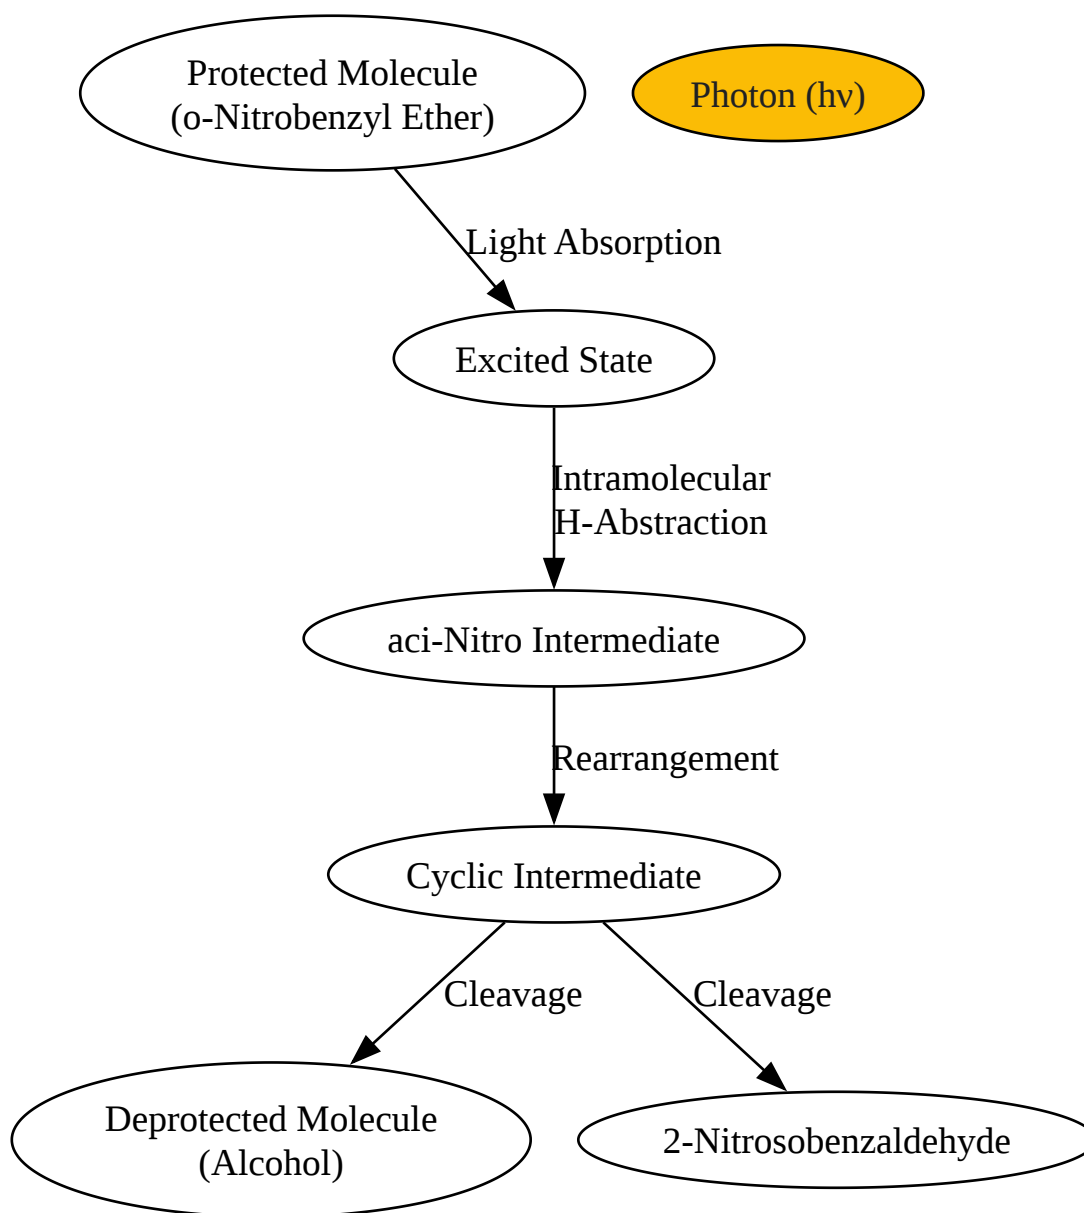 Protected Molecule
(o-Nitrobenzyl Ether)
Photon (hν)
Light Absorption
Excited State
Intramolecular
H-Abstraction
aci-Nitro Intermediate
Rearrangement
Cyclic Intermediate
Cleavage
Cleavage
Deprotected Molecule
(Alcohol)
2-Nitrosobenzaldehyde